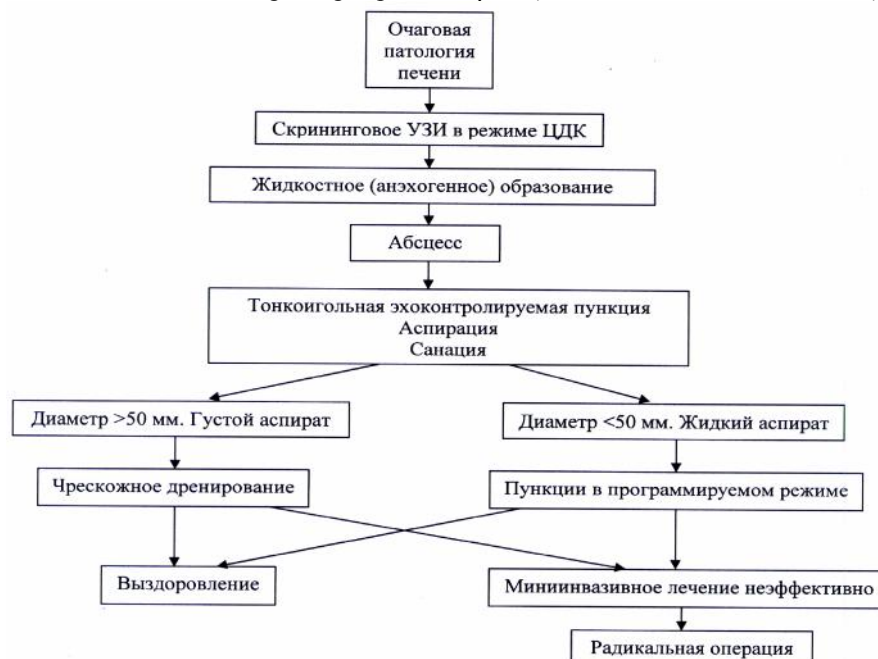 Очаговая
патология
печени
Скрининговое УЗИ в режиме ЦДК
Жидкостное (анэхогенное) образование
Абсцесс
Тонкоигольная эхоконтролируемая пункция
Аспирация
Санация
Диаметр >50 мм. Густой аспират
Диаметр <50 мм. Жидкий аспират
Чрескожное дренирование
Пункции в программируемом режиме
Выздоровление
Миниинвазивное лечение неэффективно
Радикальная операция